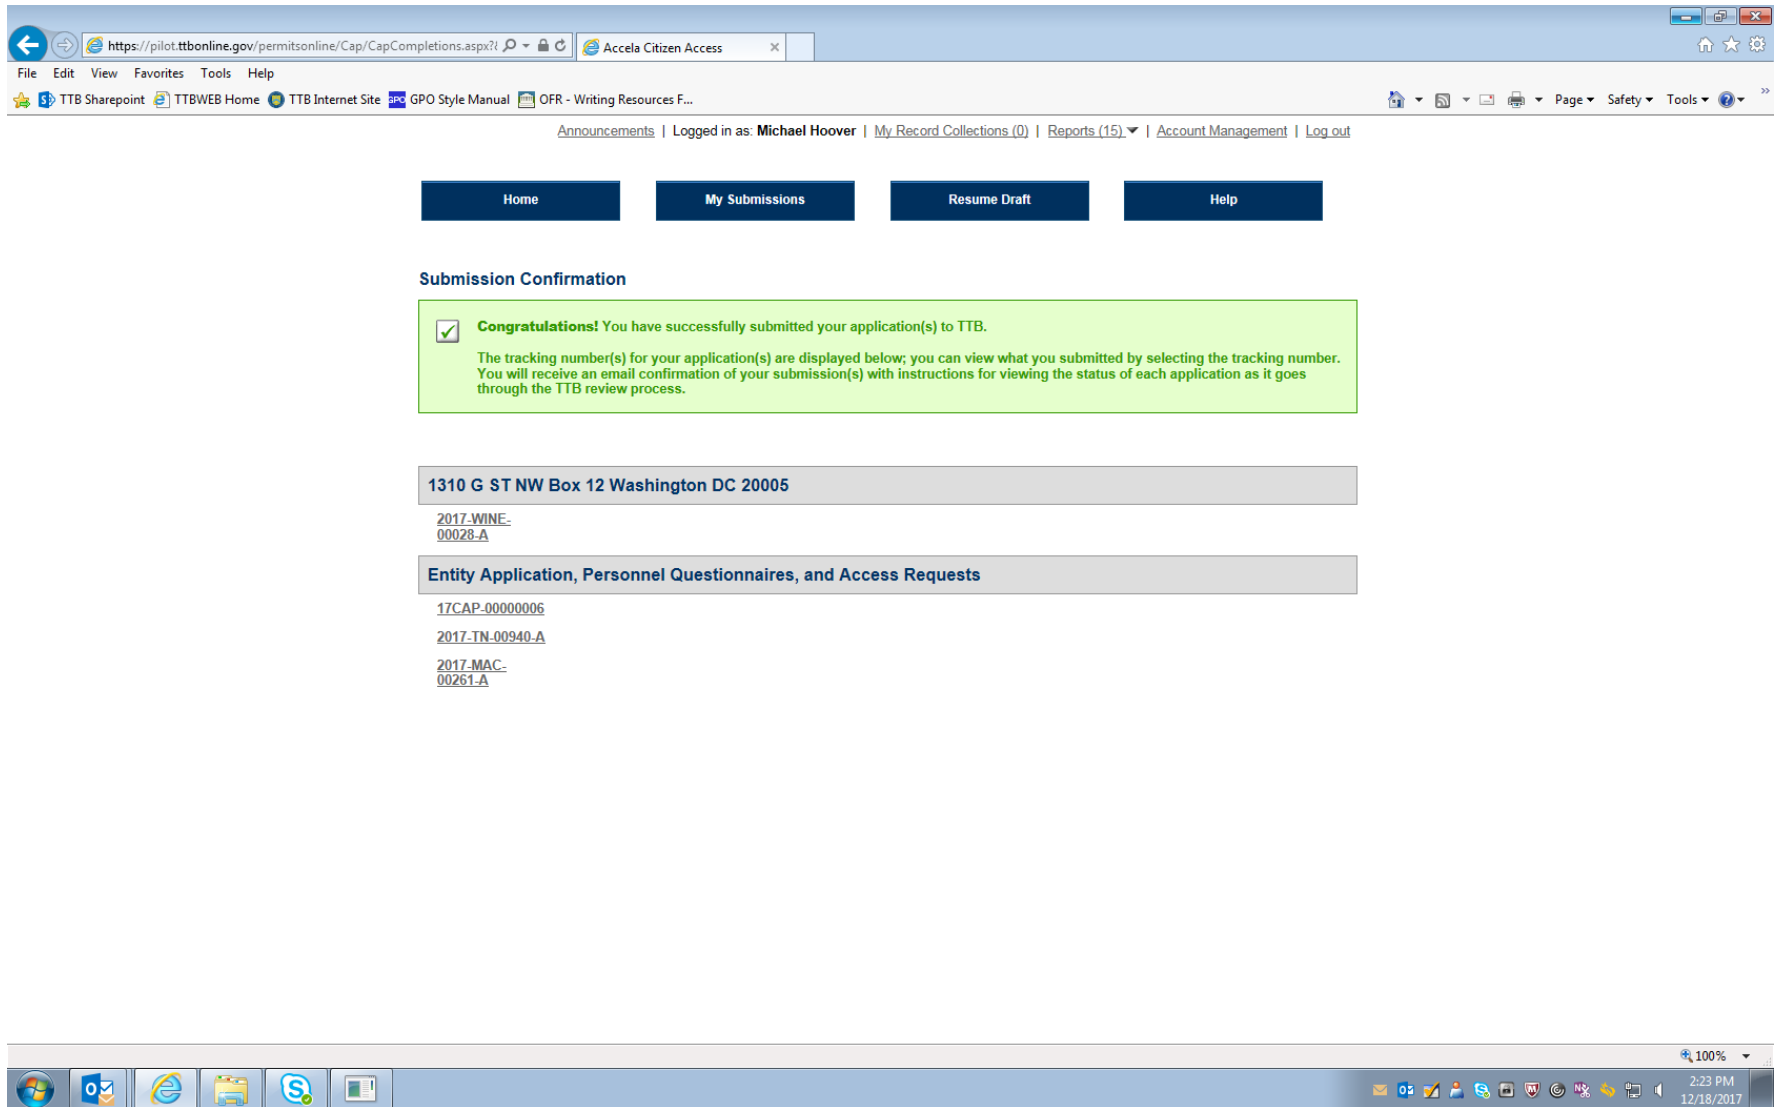 https://pilot.ttbonline.gov/permitsonline/Cap/CapCompletions.aspx?
Accela Citizen Access
File Edit View Favorites Tools Help
TTB Sharepoint TTBWEB Home TTB Internet Site GPO GPO Style Manual OFR - Writing Resources F...
Page Safety Tools
Announcements | Logged in as: Michael Hoover | My Record Collections (0) | Reports (15) | Account Management | Log out
Home My Submissions Resume Draft Help
Submission Confirmation
Congratulations! You have successfully submitted your application(s) to TTB.
The tracking number(s) for your application(s) are displayed below; you can view what you submitted by selecting the tracking number.
You will receive an email confirmation of your submission(s) with instructions for viewing the status of each application as it goes
through the TTB review process.
1310 G ST NW Box 12 Washington DC 20005
2017-WINE-
00028-A
Entity Application, Personnel Questionnaires, and Access Requests
17CAP-00000006
2017-TN-00940-A
2017-MAC-
00261-A
100%
2:23 PM
12/18/2017